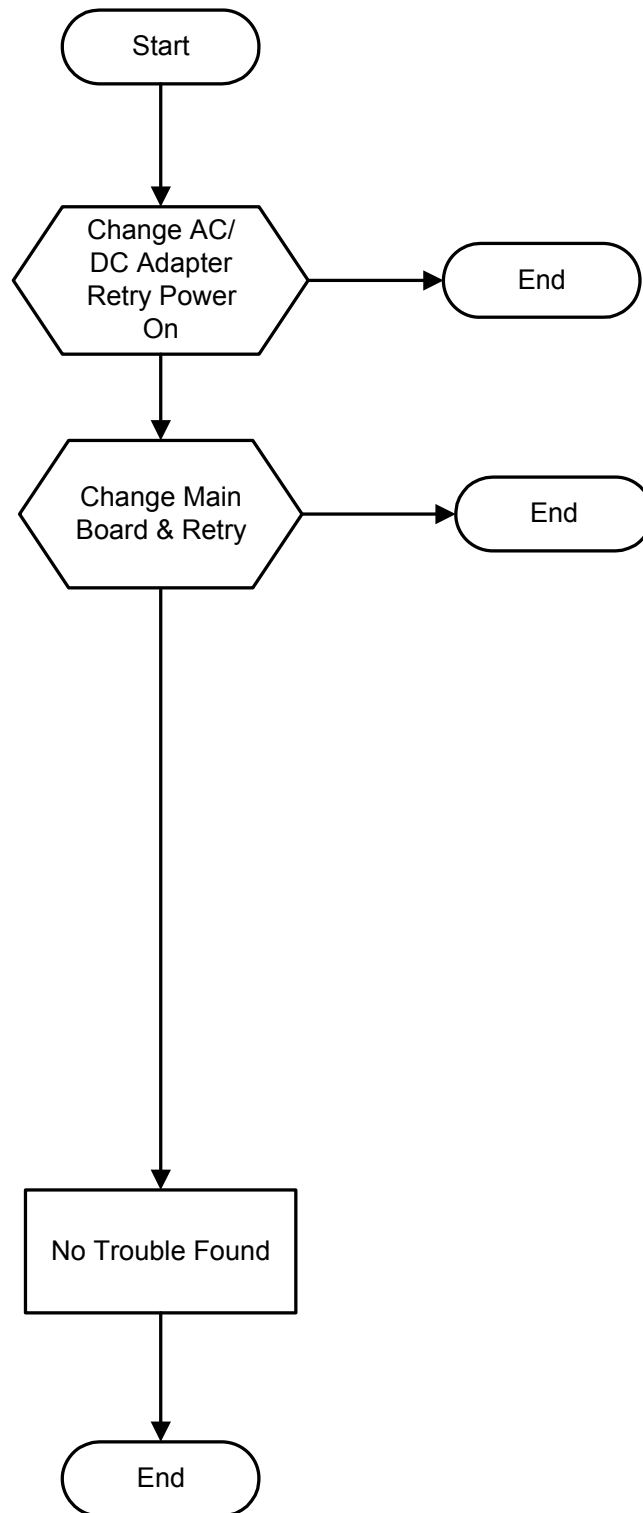 Start
Change AC/
DC Adapter
Retry Power
On
End
Change Main
Board & Retry
End
No Trouble Found
End